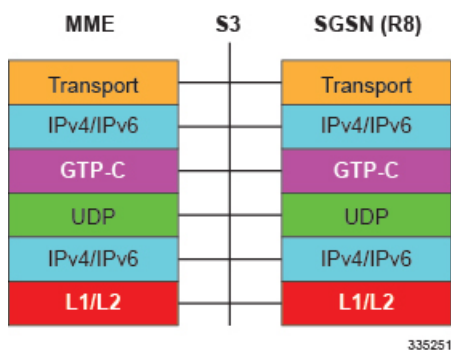 MME S3 SGSN (R8)
Transport Transport
IPv4/IPv6 IPv4/IPv6
GTP-C GTP-C
UDP UDP
IPv4/IPv6 IPv4/IPv6
L1/L2 L1/L2
335251